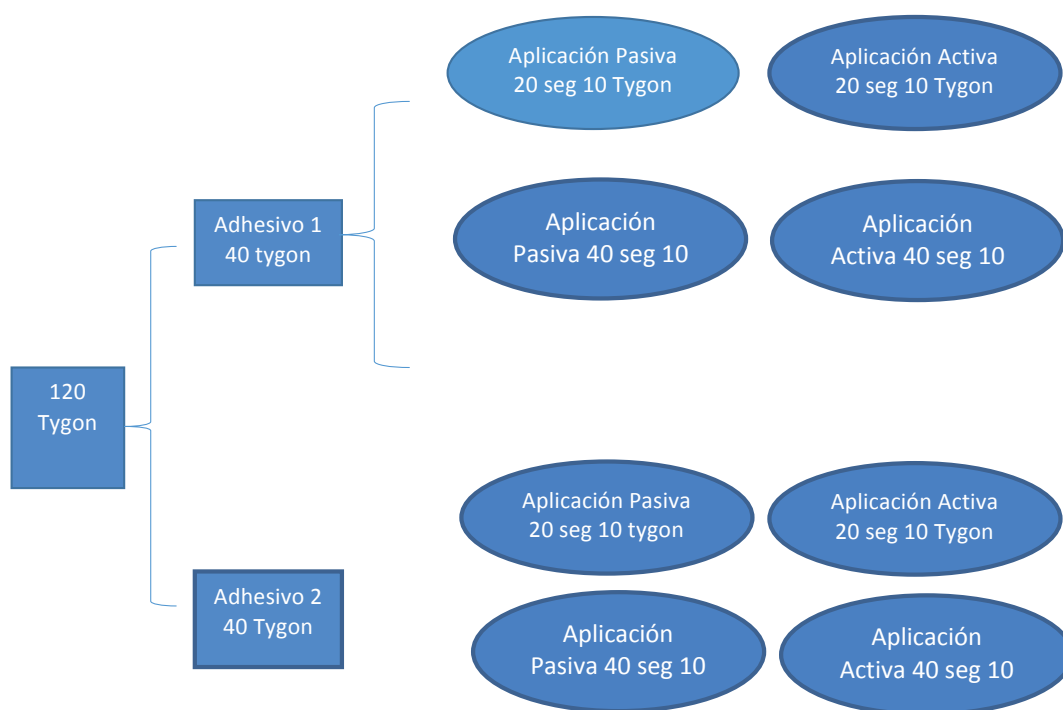 Aplicación Pasiva
20 seg 10 Tygon
Aplicación Activa
20 seg 10 Tygon
Adhesivo 1
40 tygon
Aplicación
Pasiva 40 seg 10
Aplicación
Activa 40 seg 10
120
Tygon
Aplicación Pasiva
20 seg 10 tygon
Aplicación Activa
20 seg 10 Tygon
Adhesivo 2
40 Tygon
Aplicación
Pasiva 40 seg 10
Aplicación
Activa 40 seg 10